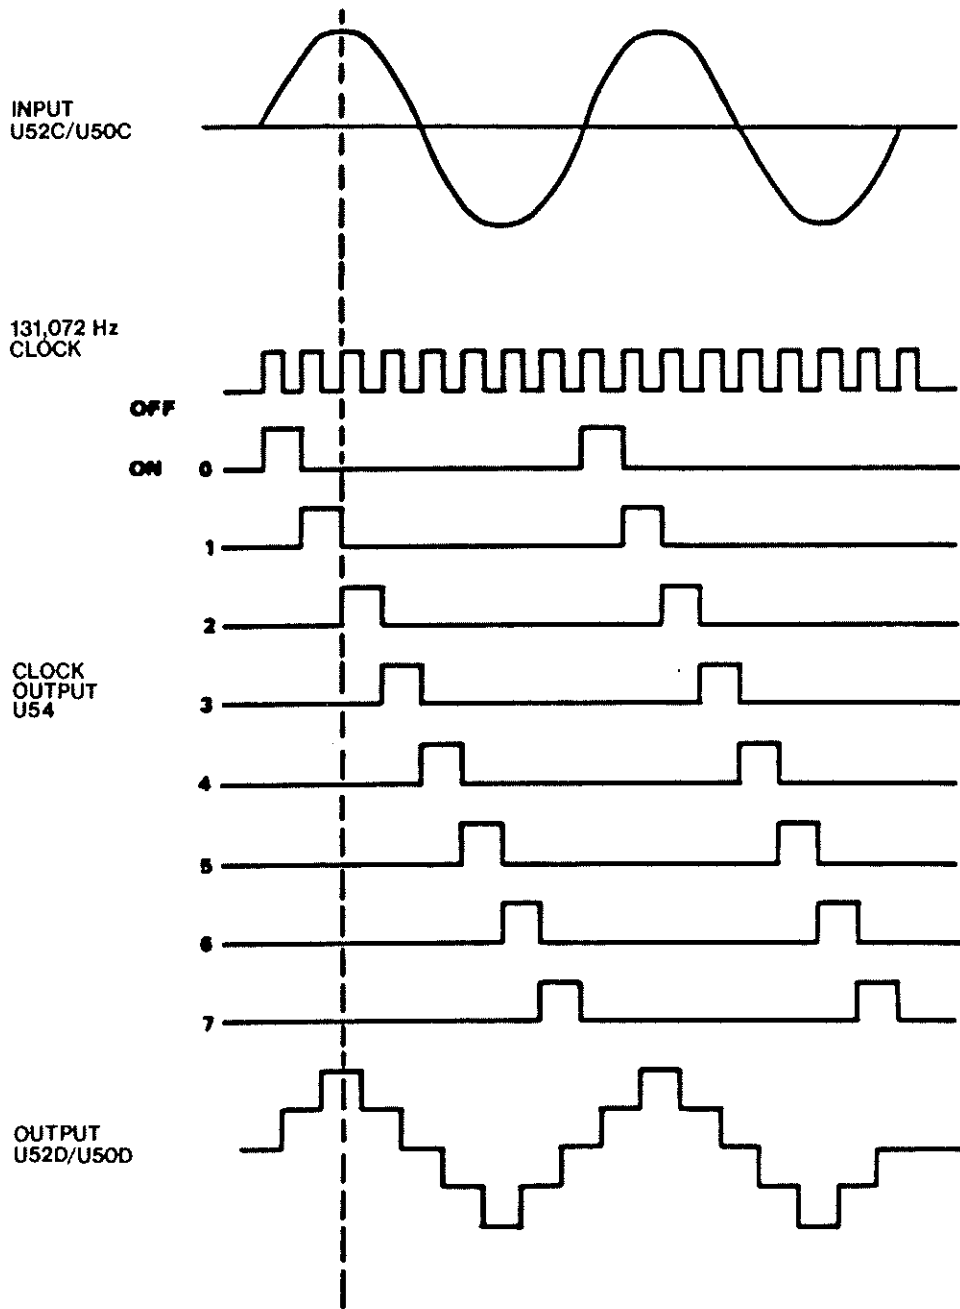 INPUT
U52C/U50C
131,072 Hz
CLOCK
OFF
ON 0
1
2
CLOCK
OUTPUT
U54
3
4
5
6
7
OUTPUT
U52D/U50D